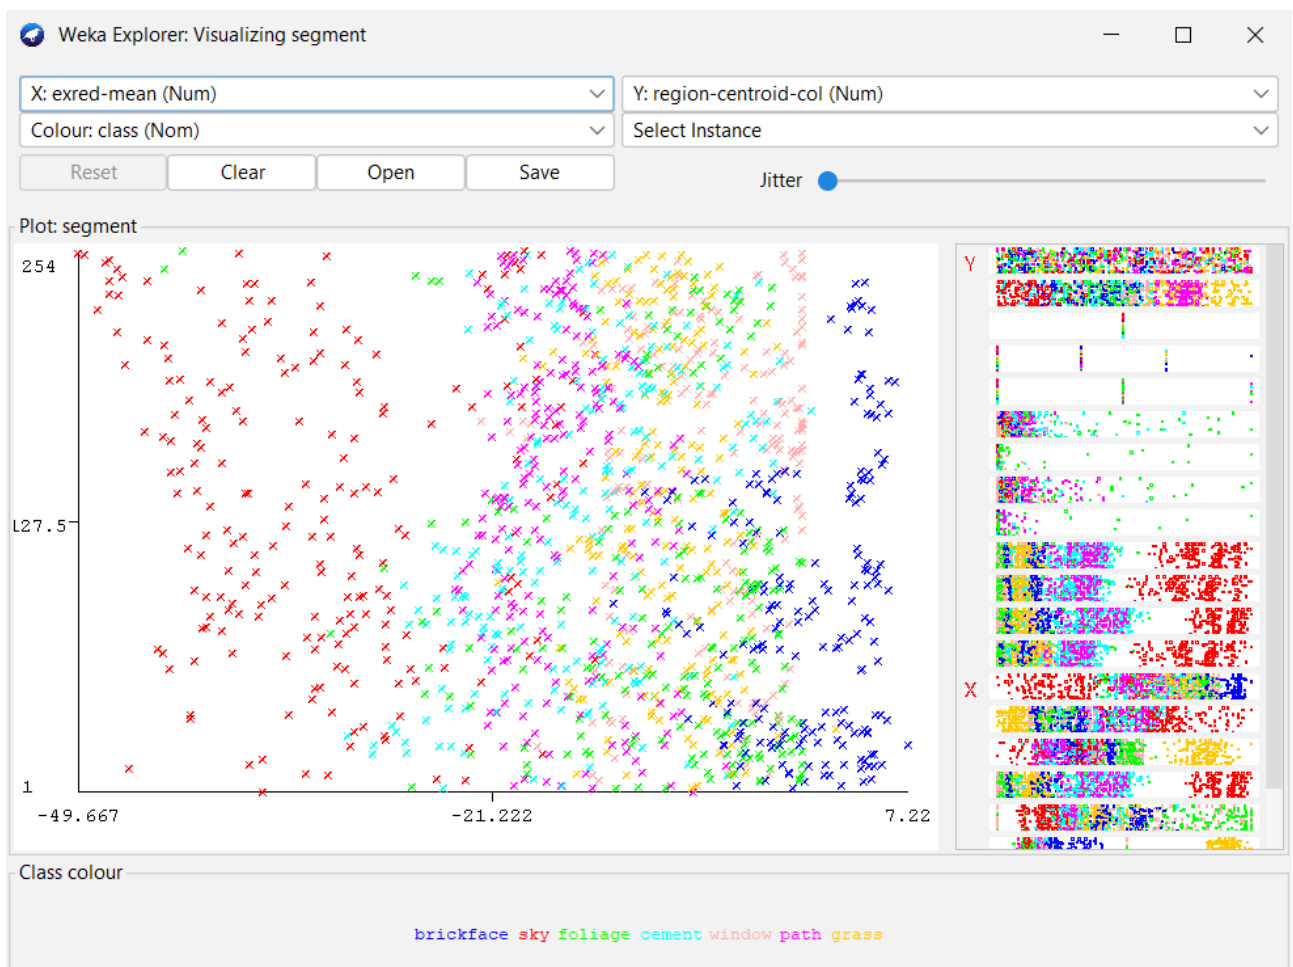 Weka Explorer: Visualizing segment
X: exred-mean (Num)
Y: region-centroid-col (Num)
Colour: class (Nom)
Select Instance
Reset Clear Open Save
Jitter
Plot: segment
254
127.5
1
-49.667 -21.222 7.22
Y
X
Class colour
brickface sky foliage cement window path grass